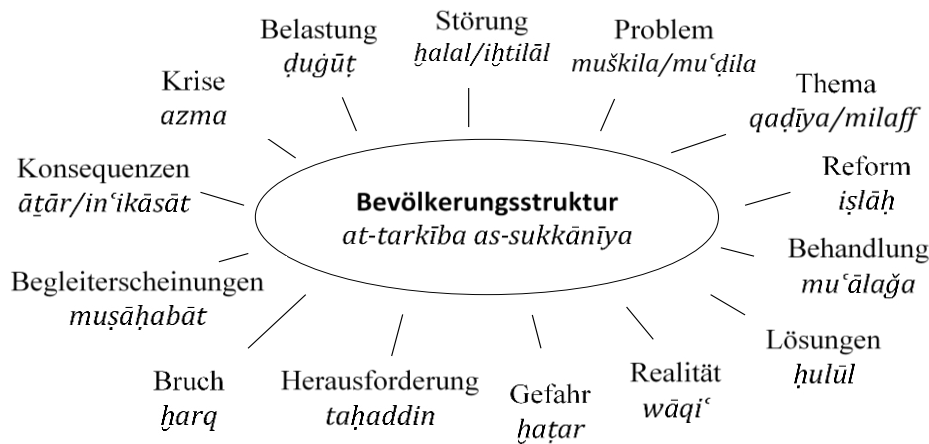 Störung
ḫalal/iḫtilāl
Belastung
ḍuġūṭ
Problem
muškila/muʿḍila
Krise
azma
Thema
qaḍīya/milaff
Konsequenzen
āṯār/inʿikāsāt
Reform
iṣlāḥ
Bevölkerungsstruktur
at-tarkība as-sukkānīya
Begleiterscheinungen
muṣāḥabāt
Behandlung
muʿālaǧa
Lösungen
ḥulūl
Bruch
ḫarq
Herausforderung
taḥaddin
Gefahr
ḫaṭar
Realität
wāqiʿ